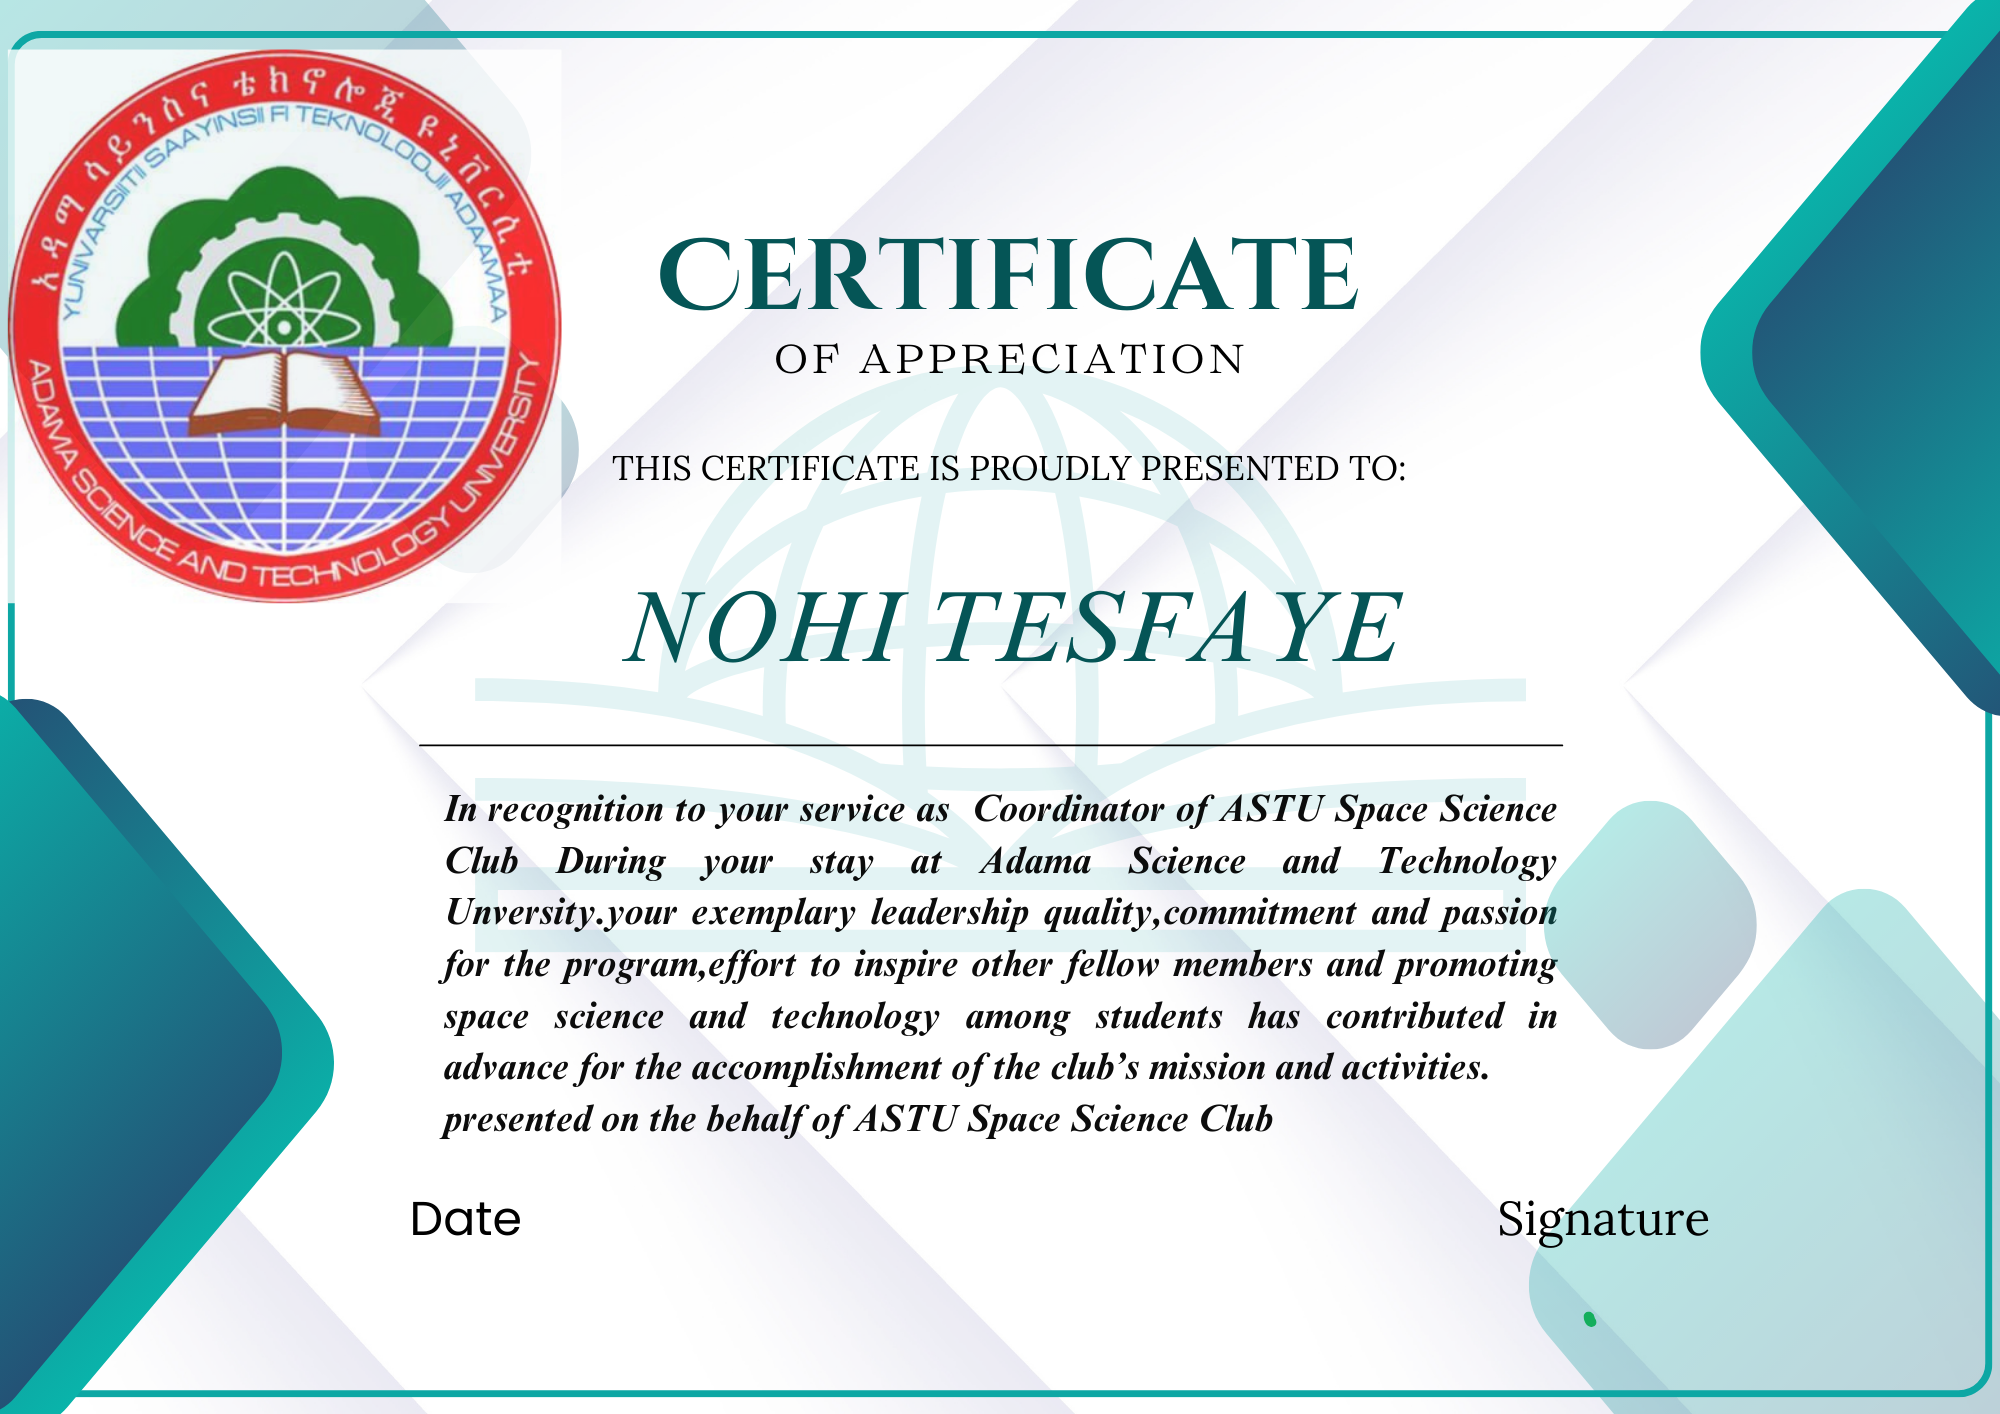 አዳማ ሳይንስና ቴክኖሎጂ ዩኒቨርሲቲ
YUNIVARSIITII SAAYINSII FI TEKNOLOOJII ADAAMAA
ADAMA SCIENCE AND TECHNOLOGY UNIVERSITY
CERTIFICATE
OF APPRECIATION
THIS CERTIFICATE IS PROUDLY PRESENTED TO:
NOHI TESFAYE
In recognition to your service as Coordinator of ASTU Space Science
Club During your stay at Adama Science and Technology
Unversity.your exemplary leadership quality,commitment and passion
for the program,effort to inspire other fellow members and promoting
space science and technology among students has contributed in
advance for the accomplishment of the club’s mission and activities.
presented on the behalf of ASTU Space Science Club
Date
Signature